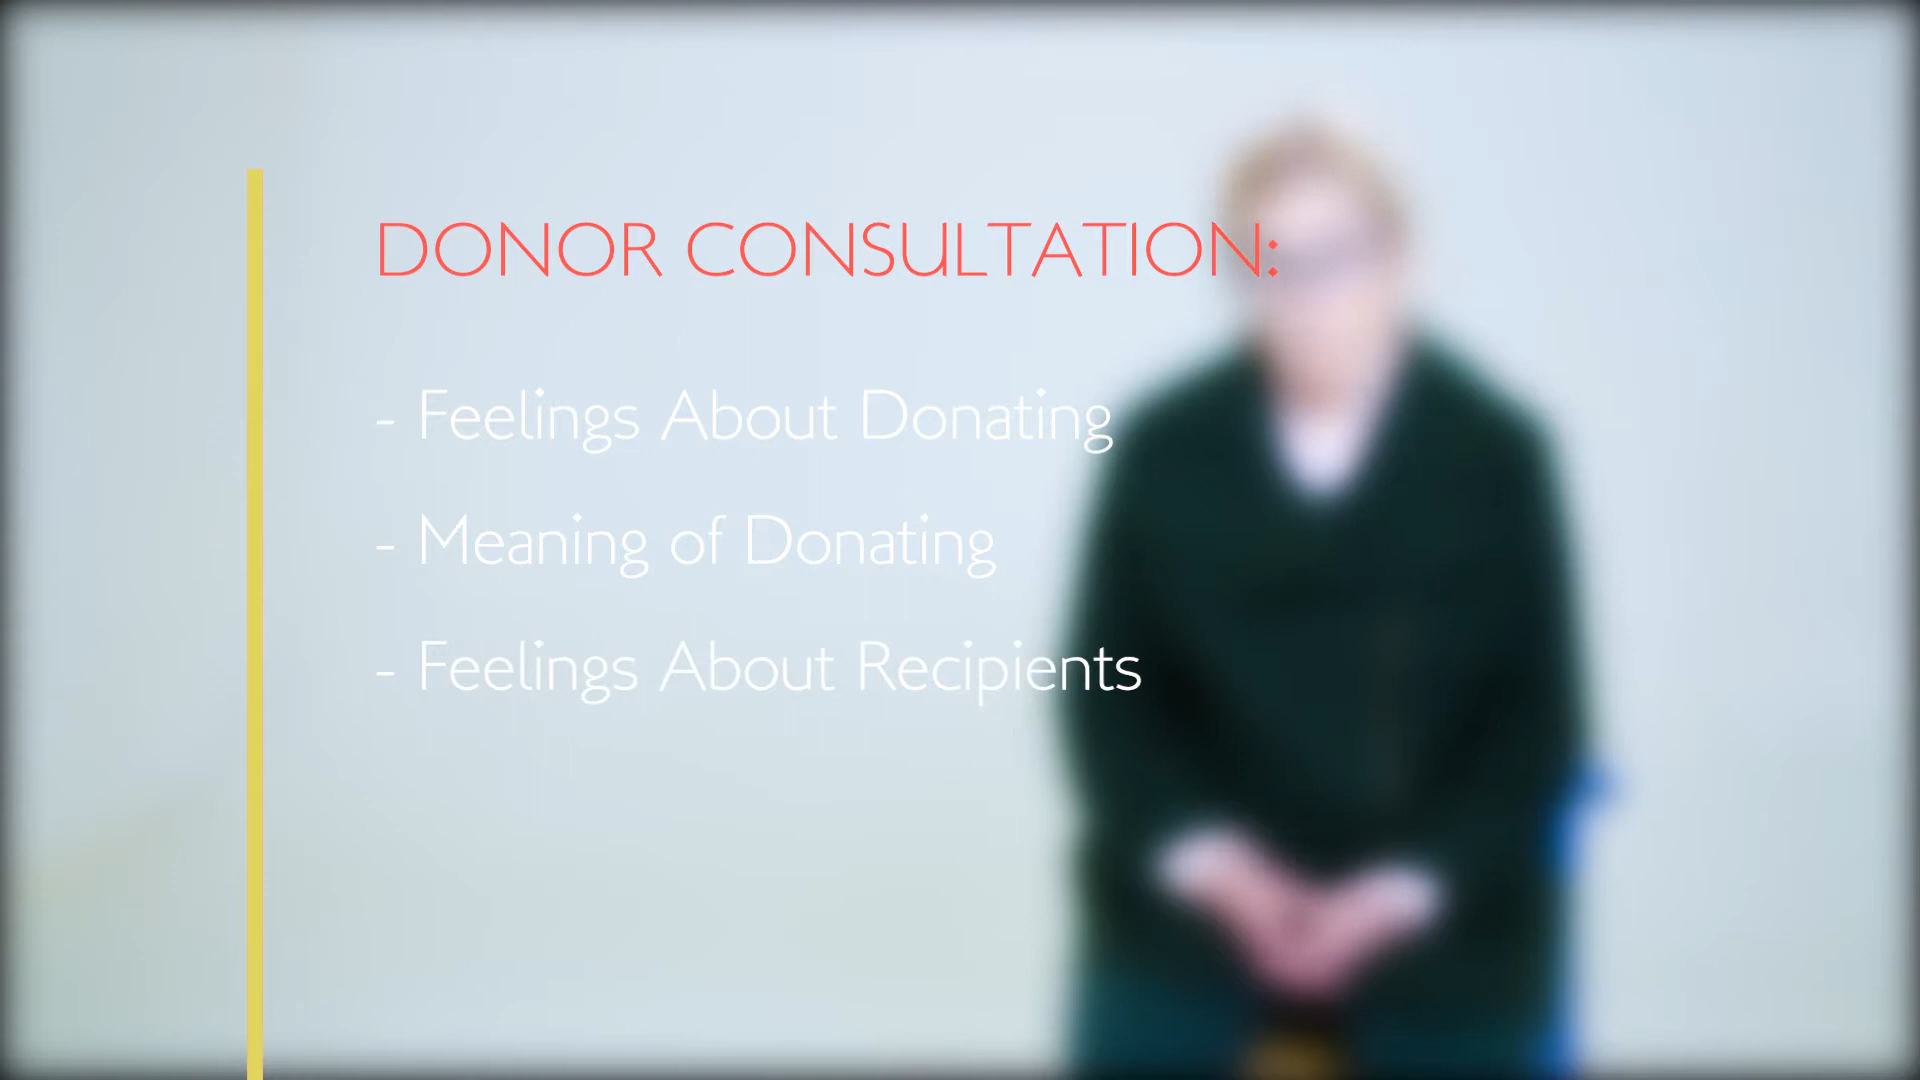 DONOR CONSULTATION:
- Feelings About Donating
- Meaning of Donating
- Feelings About Recipients